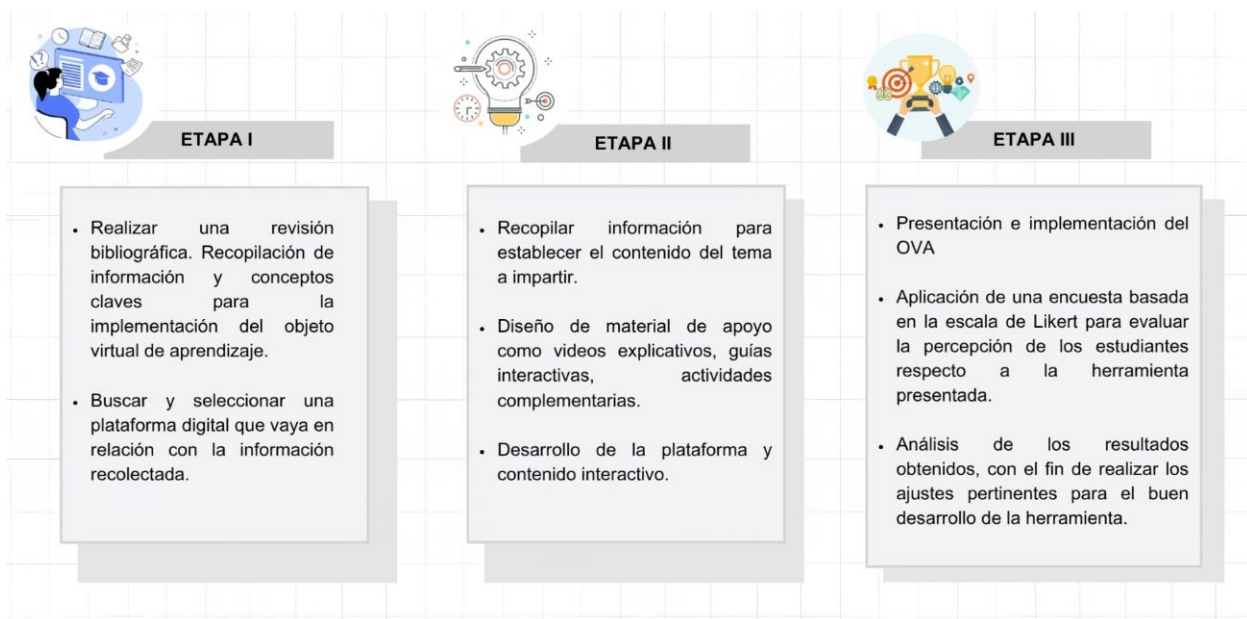 ETAPA I
• Realizar una revisión
bibliográfica. Recopilación de
información y conceptos
claves para la
implementación del objeto
virtual de aprendizaje.
• Buscar y seleccionar una
plataforma digital que vaya en
relación con la información
recolectada.
ETAPA II
• Recopilar información para
establecer el contenido del tema
a impartir.
• Diseño de material de apoyo
como videos explicativos, guías
interactivas, actividades
complementarias.
• Desarrollo de la plataforma y
contenido interactivo.
ETAPA III
• Presentación e implementación del
OVA
• Aplicación de una encuesta basada
en la escala de Likert para evaluar
la percepción de los estudiantes
respecto a la herramienta
presentada.
• Análisis de los resultados
obtenidos, con el fin de realizar los
ajustes pertinentes para el buen
desarrollo de la herramienta.